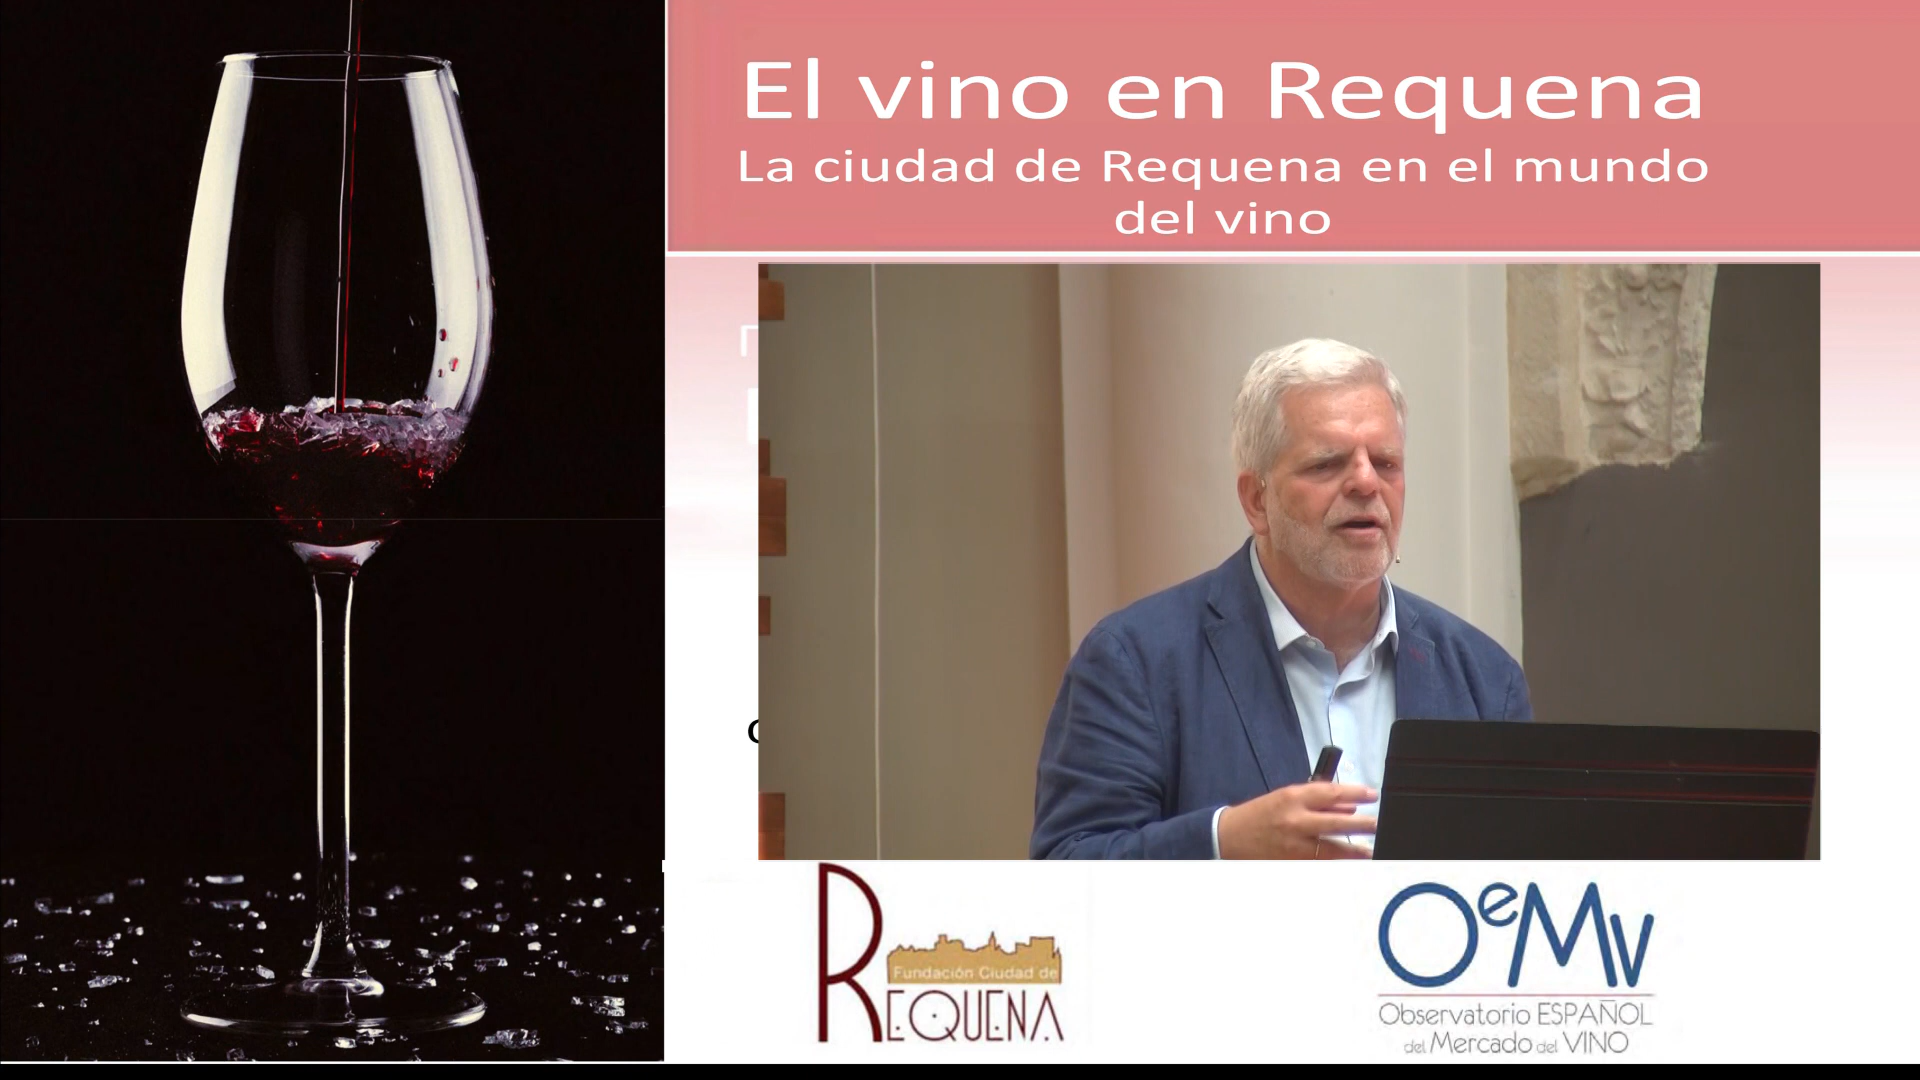 El vino en Requena
La ciudad de Requena en el mundo
del vino
Fundación Ciudad de
REQUENA
OeMv
Observatorio ESPAÑOL
del Mercado del VINO